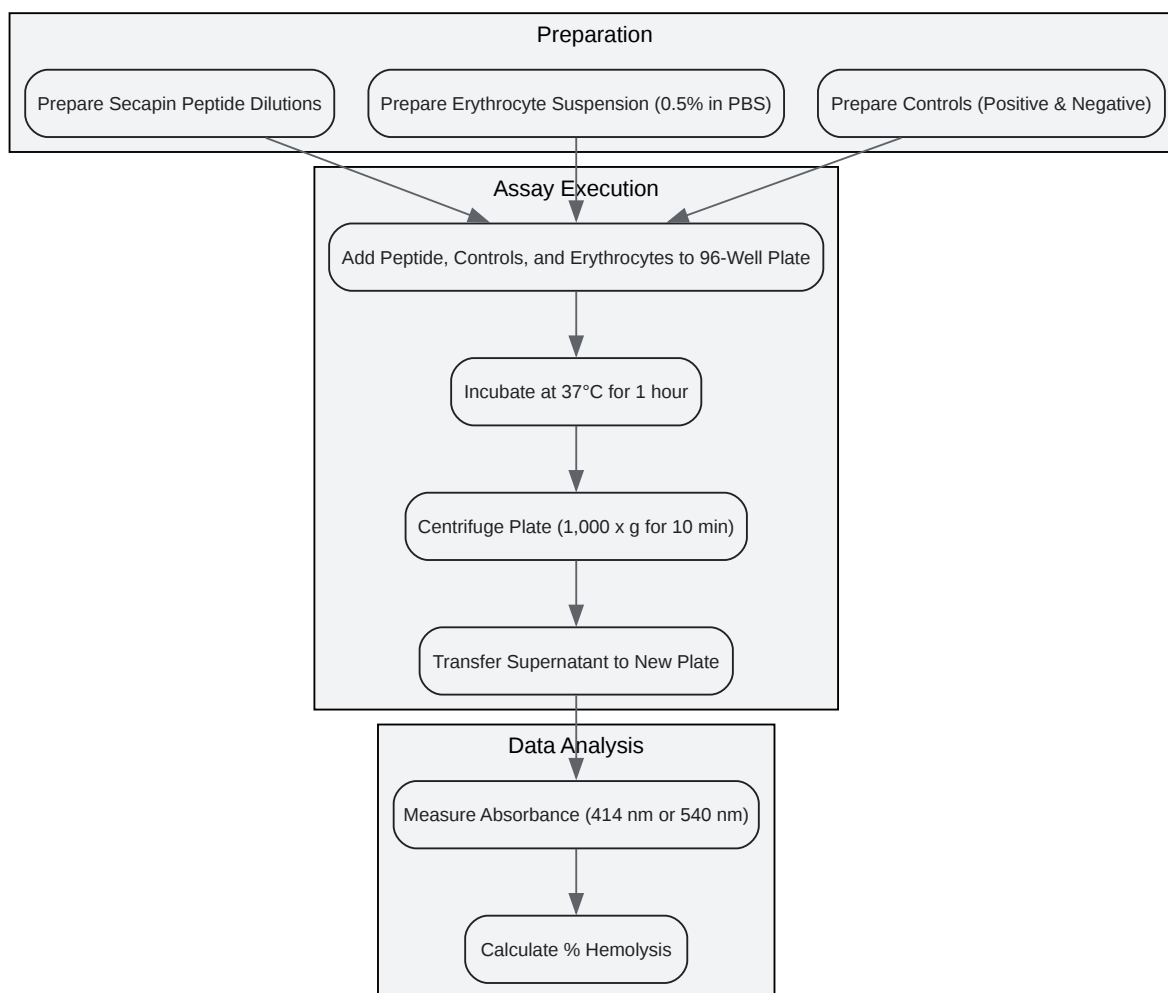 Preparation
Prepare Secapin Peptide Dilutions
Prepare Erythrocyte Suspension (0.5% in PBS)
Prepare Controls (Positive & Negative)
Assay Execution
Add Peptide, Controls, and Erythrocytes to 96-Well Plate
Incubate at 37°C for 1 hour
Centrifuge Plate (1,000 x g for 10 min)
Transfer Supernatant to New Plate
Data Analysis
Measure Absorbance (414 nm or 540 nm)
Calculate % Hemolysis